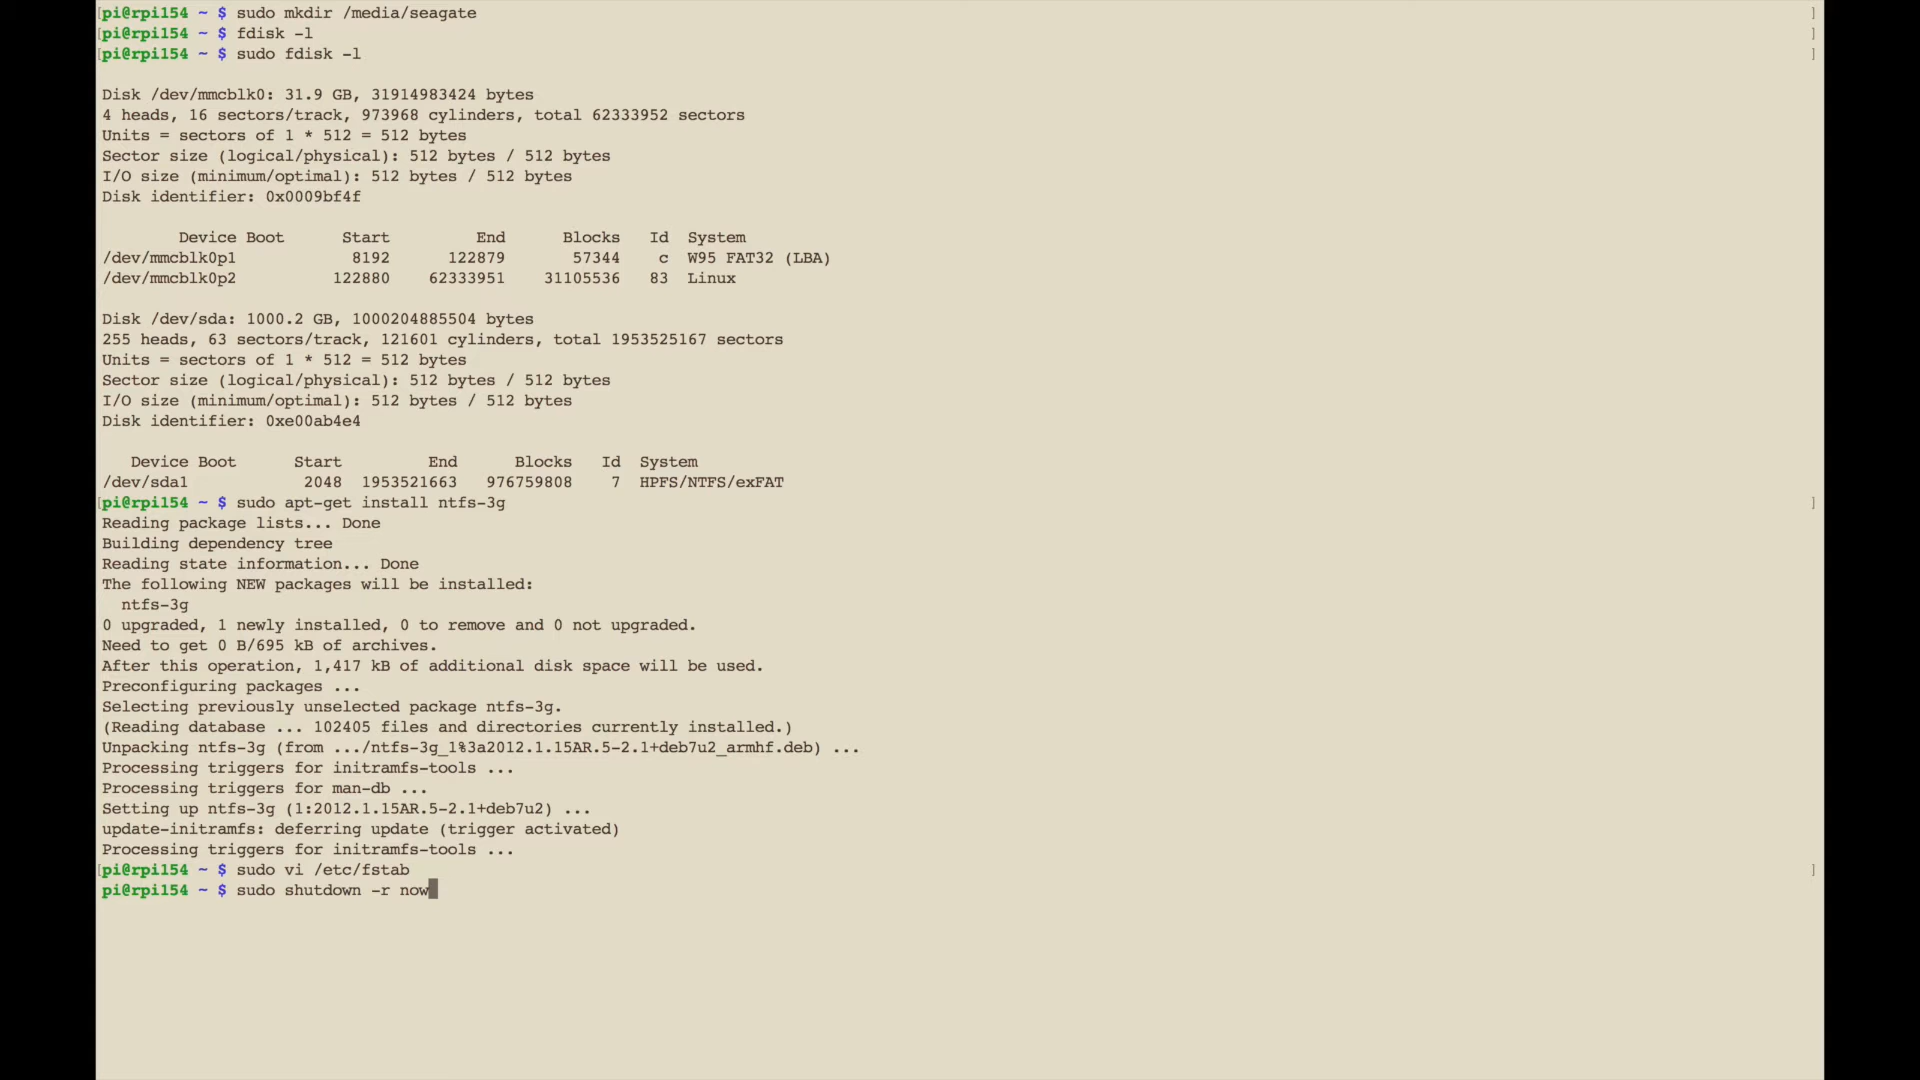 [pi@rpi154 ~ $ sudo mkdir /media/seagate ]
[pi@rpi154 ~ $ fdisk -l ]
[pi@rpi154 ~ $ sudo fdisk -l ]
Disk /dev/mmcblk0: 31.9 GB, 31914983424 bytes
4 heads, 16 sectors/track, 973968 cylinders, total 62333952 sectors
Units = sectors of 1 * 512 = 512 bytes
Sector size (logical/physical): 512 bytes / 512 bytes
I/O size (minimum/optimal): 512 bytes / 512 bytes
Disk identifier: 0x0009bf4f
Device Boot Start End Blocks Id System
/dev/mmcblk0p1 8192 122879 57344 c W95 FAT32 (LBA)
/dev/mmcblk0p2 122880 62333951 31105536 83 Linux
Disk /dev/sda: 1000.2 GB, 1000204885504 bytes
255 heads, 63 sectors/track, 121601 cylinders, total 1953525167 sectors
Units = sectors of 1 * 512 = 512 bytes
Sector size (logical/physical): 512 bytes / 512 bytes
I/O size (minimum/optimal): 512 bytes / 512 bytes
Disk identifier: 0xe00ab4e4
Device Boot Start End Blocks Id System
/dev/sda1 2048 1953521663 976759808 7 HPFS/NTFS/exFAT
[pi@rpi154 ~ $ sudo apt-get install ntfs-3g ]
Reading package lists... Done
Building dependency tree
Reading state information... Done
The following NEW packages will be installed:
ntfs-3g
0 upgraded, 1 newly installed, 0 to remove and 0 not upgraded.
Need to get 0 B/695 kB of archives.
After this operation, 1,417 kB of additional disk space will be used.
Preconfiguring packages ...
Selecting previously unselected package ntfs-3g.
(Reading database ... 102405 files and directories currently installed.)
Unpacking ntfs-3g (from .../ntfs-3g_1%3a2012.1.15AR.5-2.1+deb7u2_armhf.deb) ...
Processing triggers for initramfs-tools ...
Processing triggers for man-db ...
Setting up ntfs-3g (1:2012.1.15AR.5-2.1+deb7u2) ...
update-initramfs: deferring update (trigger activated)
Processing triggers for initramfs-tools ...
[pi@rpi154 ~ $ sudo vi /etc/fstab ]
pi@rpi154 ~ $ sudo shutdown -r now